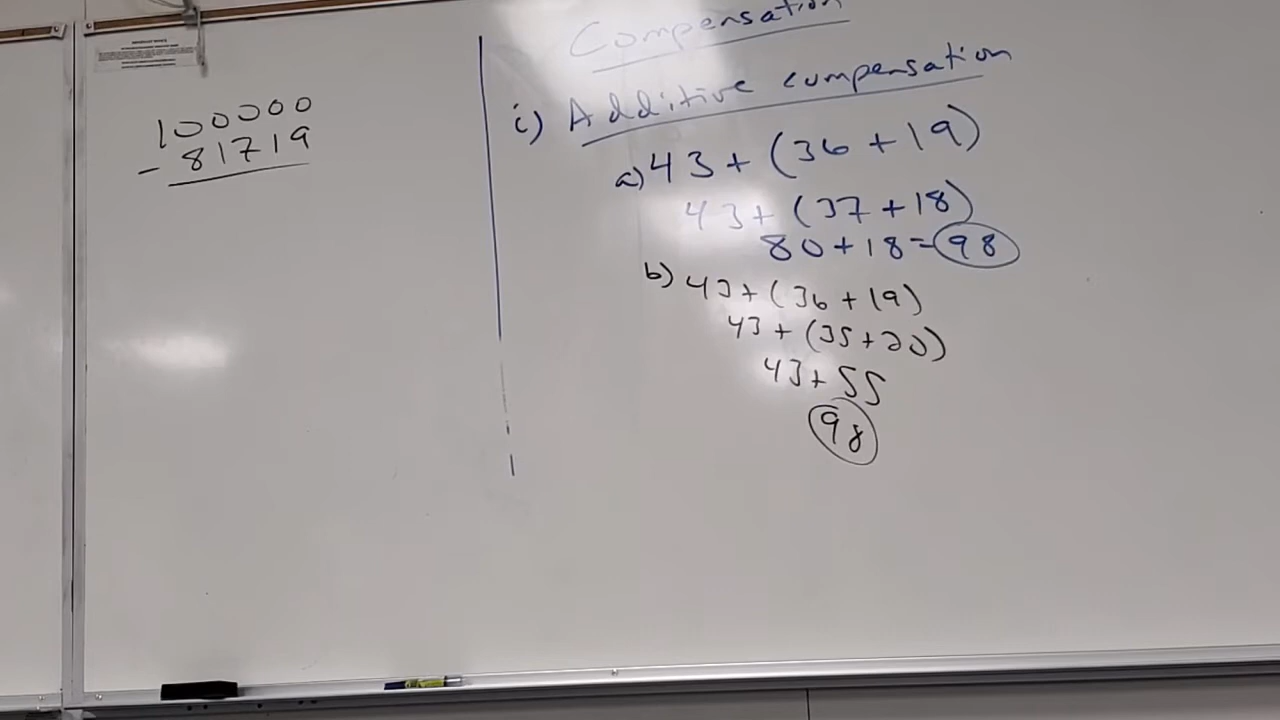 100000
- 81719
Compensation
i) Additive compensation
a) 43 + (36 + 19)
43 + (37 + 18)
80 + 18 = 98
b) 43 + (36 + 19)
43 + (35 + 20)
43 + 55
98